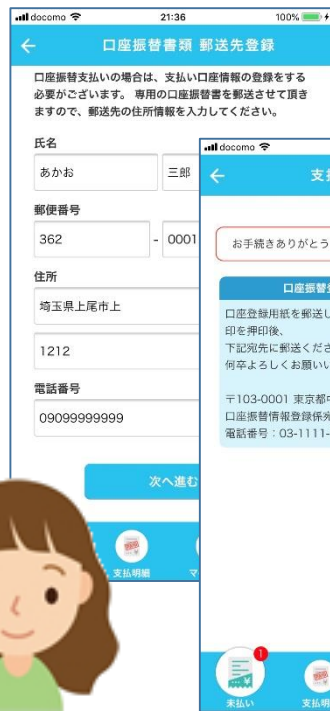 docomo 21:36 100%
口座振替書類 郵送先登録
口座振替支払いの場合は、支払い口座情報の登録をする
必要がございます。 専用の口座振替書を郵送させて頂き
ますので、郵送先の住所情報を入力してください。
氏名
あかお 三郎
郵便番号
362 - 0001
住所
埼玉県上尾市上
1212
電話番号
09099999999
次へ進む
支払明細
docomo
支
お手続きありがとう
口座振替
口座登録用紙を郵送し
印を押印後、
下記宛先に郵送くださ
何卒よろしくお願いい
〒103-0001 東京都
口座振替情報登録係
電話番号:03-1111-
1
未払い 支払明